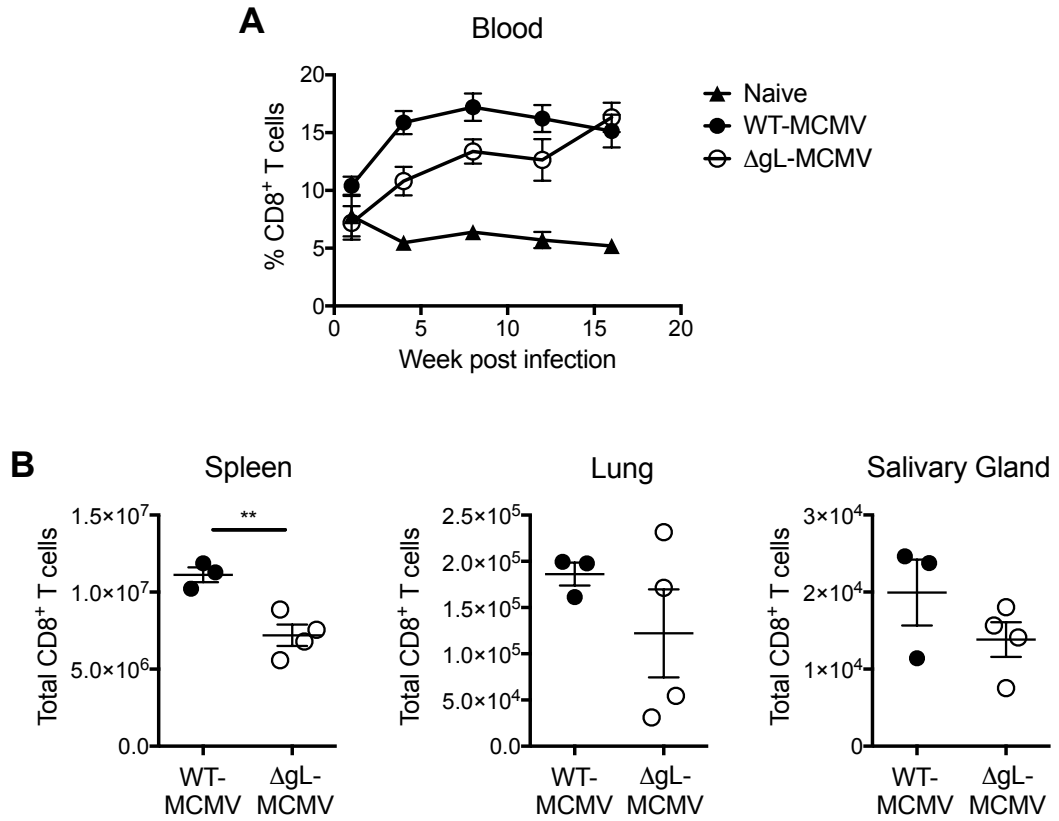 A
Blood
% CD8⁺ T cells
20
15
10
5
0
0 5 10 15 20
Week post infection
Naive
WT-MCMV
ΔgL-MCMV
B
Spleen
Total CD8⁺ T cells
1.5×10⁷
1.0×10⁷
5.0×10⁶
0.0
**
WT-
MCMV
ΔgL-
MCMV
Lung
Total CD8⁺ T cells
2.5×10⁵
2.0×10⁵
1.5×10⁵
1.0×10⁵
5.0×10⁴
0.0
WT-
MCMV
ΔgL-
MCMV
Salivary Gland
Total CD8⁺ T cells
3×10⁴
2×10⁴
1×10⁴
0
WT-
MCMV
ΔgL-
MCMV